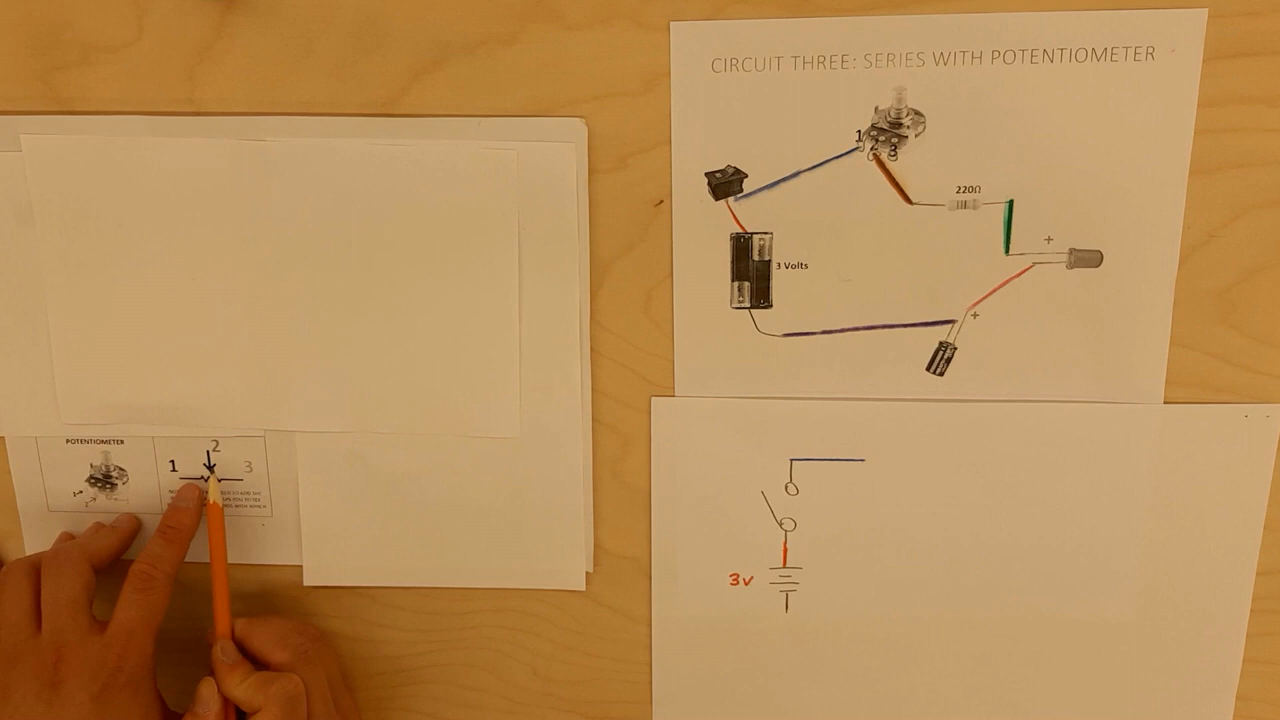 CIRCUIT THREE: SERIES WITH POTENTIOMETER
1
2 3
220Ω
+
3 Volts
+
POTENTIOMETER
2
1 3
3v